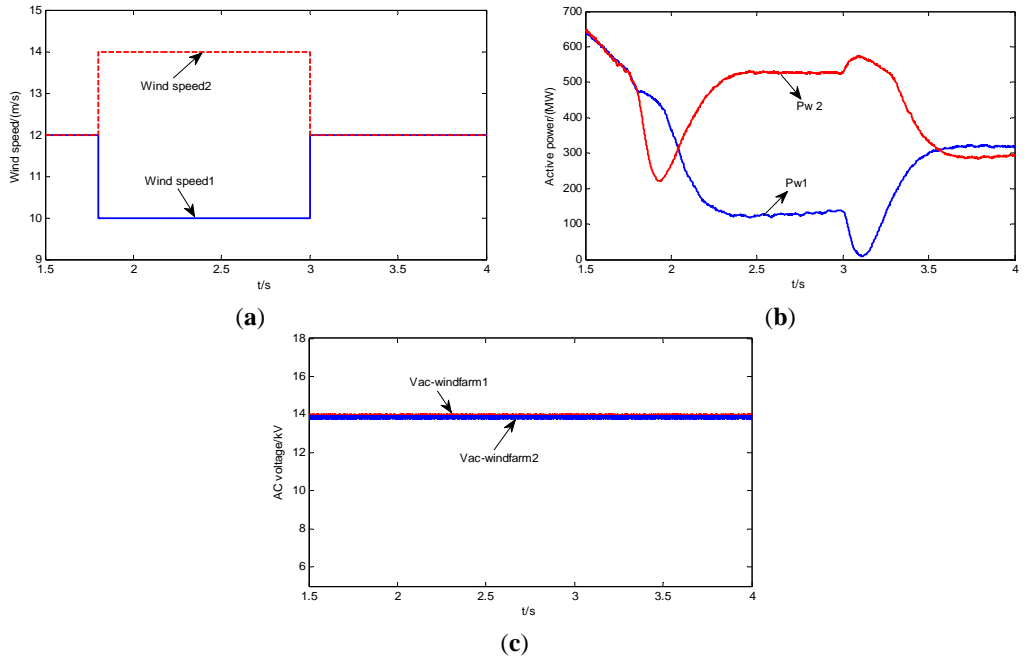 15
14
13
12
11
10
9
Wind speed/(m/s)
Wind speed2
Wind speed1
1.5 2 2.5 3 3.5 4
t/s
(a)
700
600
500
400
300
200
100
0
Active power/(MW)
Pw 2
Pw1
1.5 2 2.5 3 3.5 4
t/s
(b)
18
16
14
12
10
8
6
AC voltage/kV
Vac-windfarm1
Vac-windfarm2
1.5 2 2.5 3 3.5 4
t/s
(c)